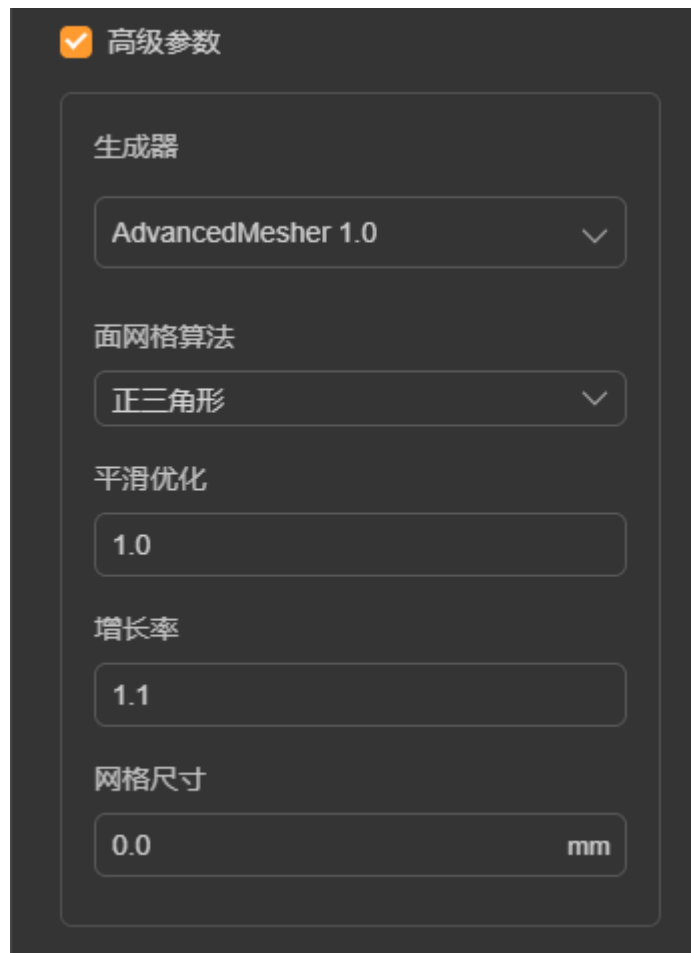 高级参数
生成器
AdvancedMesher 1.0
面网格算法
正三角形
平滑优化
1.0
增长率
1.1
网格尺寸
0.0 mm